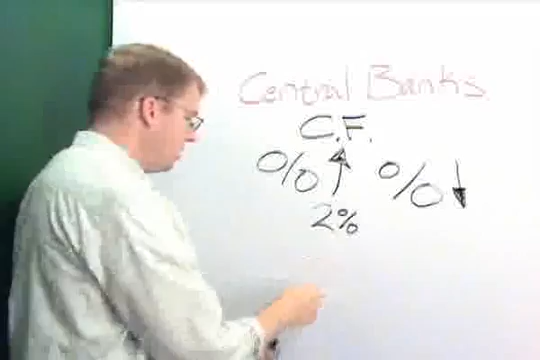 Central Banks
C.F.
% ↑ % ↓
2%